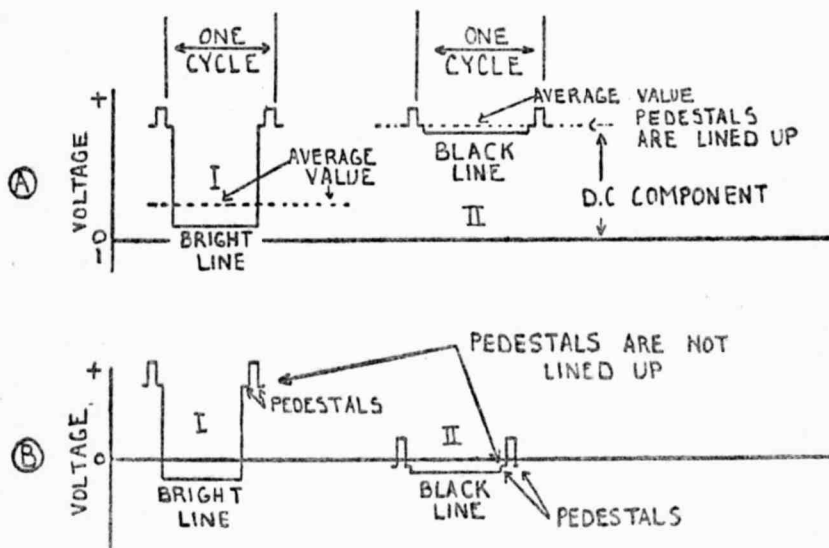 ONE
CYCLE
ONE
CYCLE
+
AVERAGE VALUE
PEDESTALS
ARE LINED UP
I
AVERAGE
VALUE
BLACK
LINE
A
VOLTAGE
D.C COMPONENT
II
0
-
BRIGHT
LINE
PEDESTALS ARE NOT
LINED UP
+
PEDESTALS
I
II
B
VOLTAGE.
0
BRIGHT
LINE
BLACK
LINE
PEDESTALS